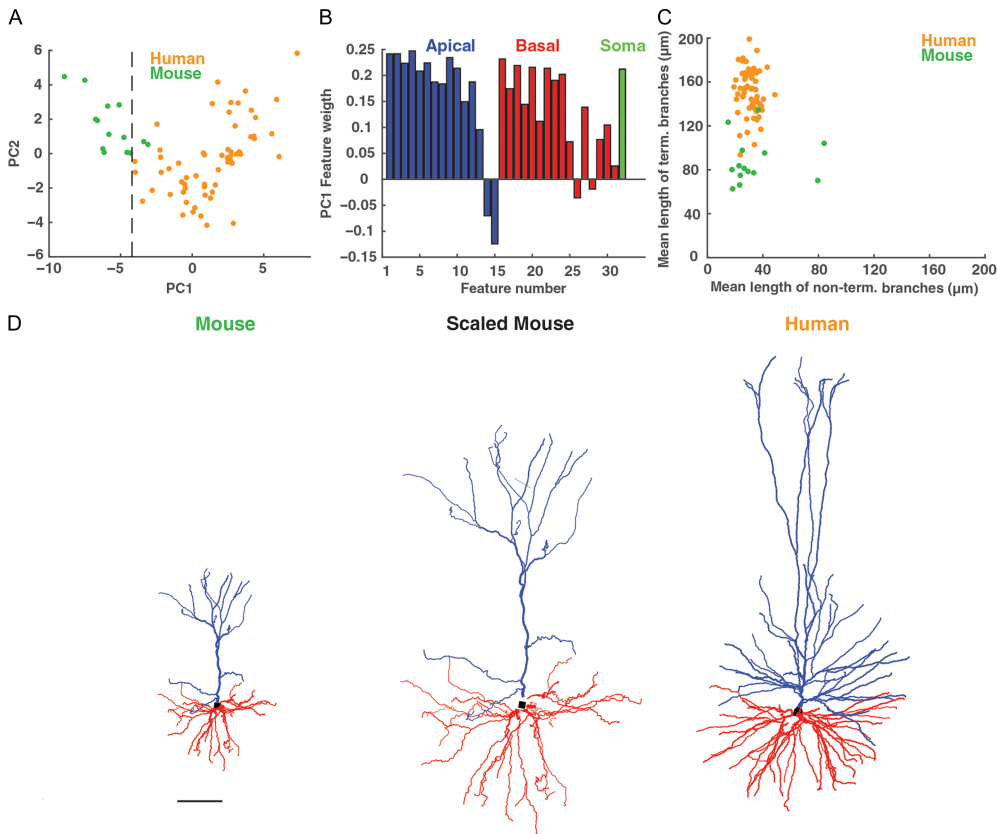 A
Human
Mouse
6
4
2
0
−2
−4
−6
−10
−5
0
5
PC2
PC1
B
Apical
Basal
Soma
0.25
0.2
0.15
0.1
0.05
0
−0.05
−0.1
−0.15
1
5
10
15
20
25
30
PC1 Feature weigth
Feature number
C
Human
Mouse
200
160
120
80
40
0
0
40
80
120
160
200
Mean length of term. branches (µm)
Mean length of non-term. branches (µm)
D
Mouse
Scaled Mouse
Human